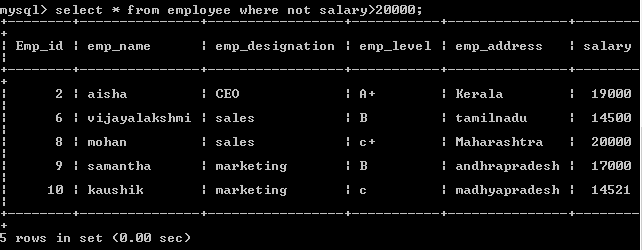 mysql> select * from employee where not salary>20000;
+--------+--------------+-----------------+-----------+---------------+--------+
| Emp_id | emp_name | emp_designation | emp_level | emp_address | salary |
+--------+--------------+-----------------+-----------+---------------+--------+
| 2 | aisha | CEO | A+ | Kerala | 19000 |
| 6 | vijayalakshmi | sales | B | tamilnadu | 14500 |
| 8 | mohan | sales | c+ | Maharashtra | 20000 |
| 9 | samantha | marketing | B | andhrapradesh | 17000 |
| 10 | kaushik | marketing | c | madhyapradesh | 14521 |
+--------+--------------+-----------------+-----------+---------------+--------+
5 rows in set (0.00 sec)